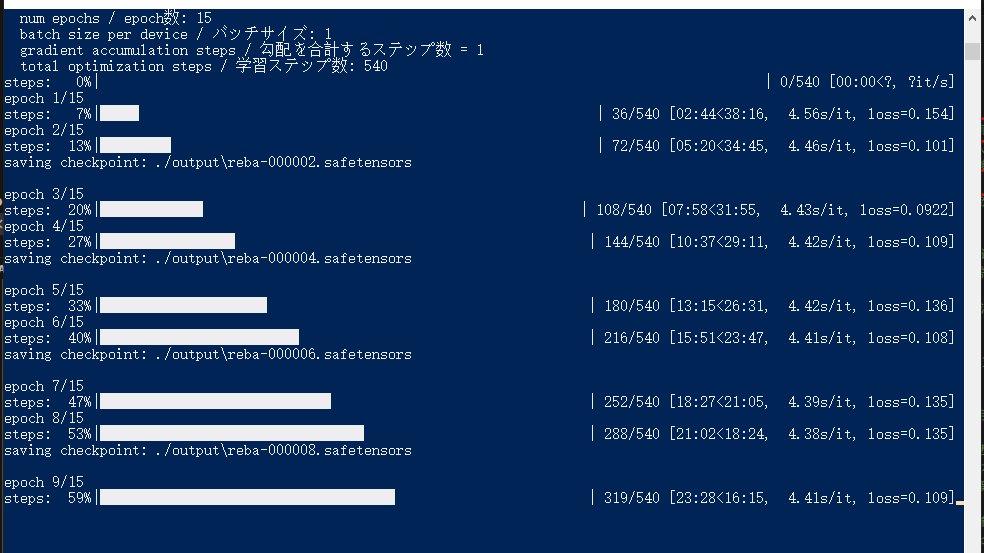 num epochs / epoch数: 15
batch size per device / バッチサイズ: 1
gradient accumulation steps / 勾配を合計するステップ数 = 1
total optimization steps / 学習ステップ数: 540
steps:   0%| | 0/540 [00:00<?, ?it/s]
epoch 1/15
steps:   7%| | 36/540 [02:44<38:16,  4.56s/it, loss=0.154]
epoch 2/15
steps:  13%| | 72/540 [05:20<34:45,  4.46s/it, loss=0.101]
saving checkpoint: ./output\reba-000002.safetensors
epoch 3/15
steps:  20%| | 108/540 [07:58<31:55,  4.43s/it, loss=0.0922]
epoch 4/15
steps:  27%| | 144/540 [10:37<29:11,  4.42s/it, loss=0.109]
saving checkpoint: ./output\reba-000004.safetensors
epoch 5/15
steps:  33%| | 180/540 [13:15<26:31,  4.42s/it, loss=0.136]
epoch 6/15
steps:  40%| | 216/540 [15:51<23:47,  4.41s/it, loss=0.108]
saving checkpoint: ./output\reba-000006.safetensors
epoch 7/15
steps:  47%| | 252/540 [18:27<21:05,  4.39s/it, loss=0.135]
epoch 8/15
steps:  53%| | 288/540 [21:02<18:24,  4.38s/it, loss=0.135]
saving checkpoint: ./output\reba-000008.safetensors
epoch 9/15
steps:  59%| | 319/540 [23:28<16:15,  4.41s/it, loss=0.109]